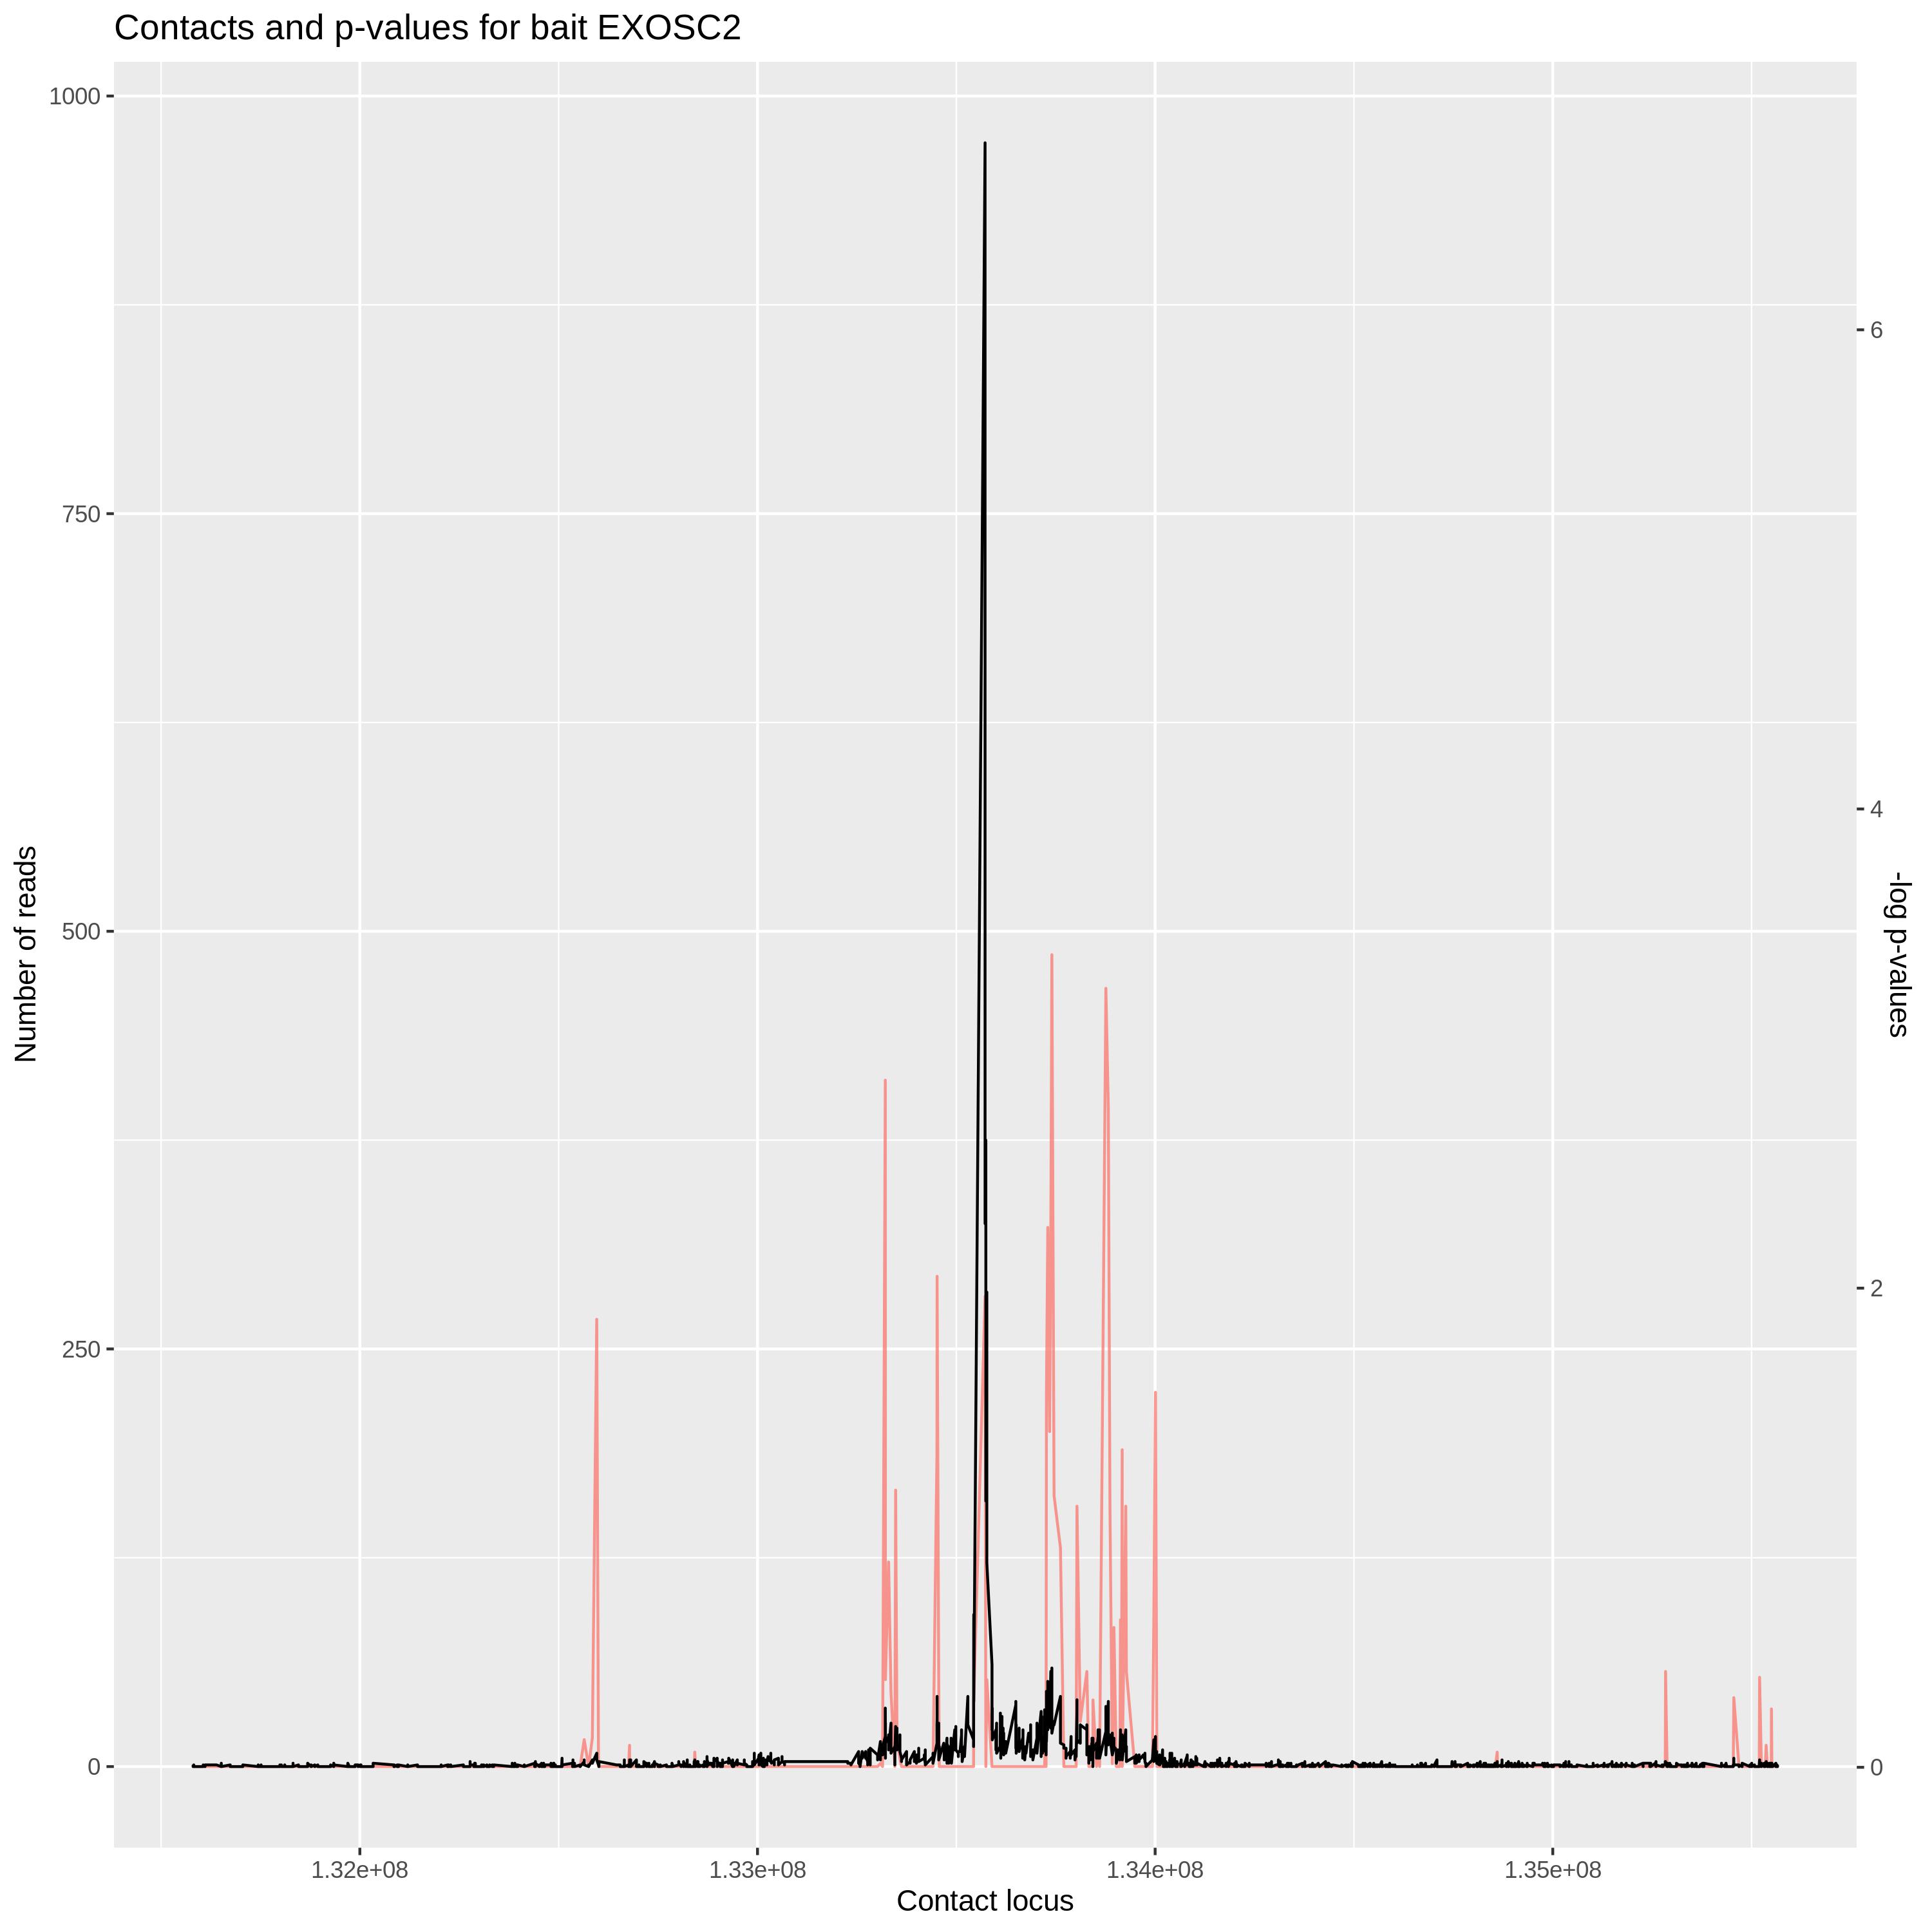 Contacts and p-values for bait EXOSC2
1000
750
500
250
0
Number of reads
6
4
2
0
-log p-values
1.32e+08
1.33e+08
1.34e+08
1.35e+08
Contact locus